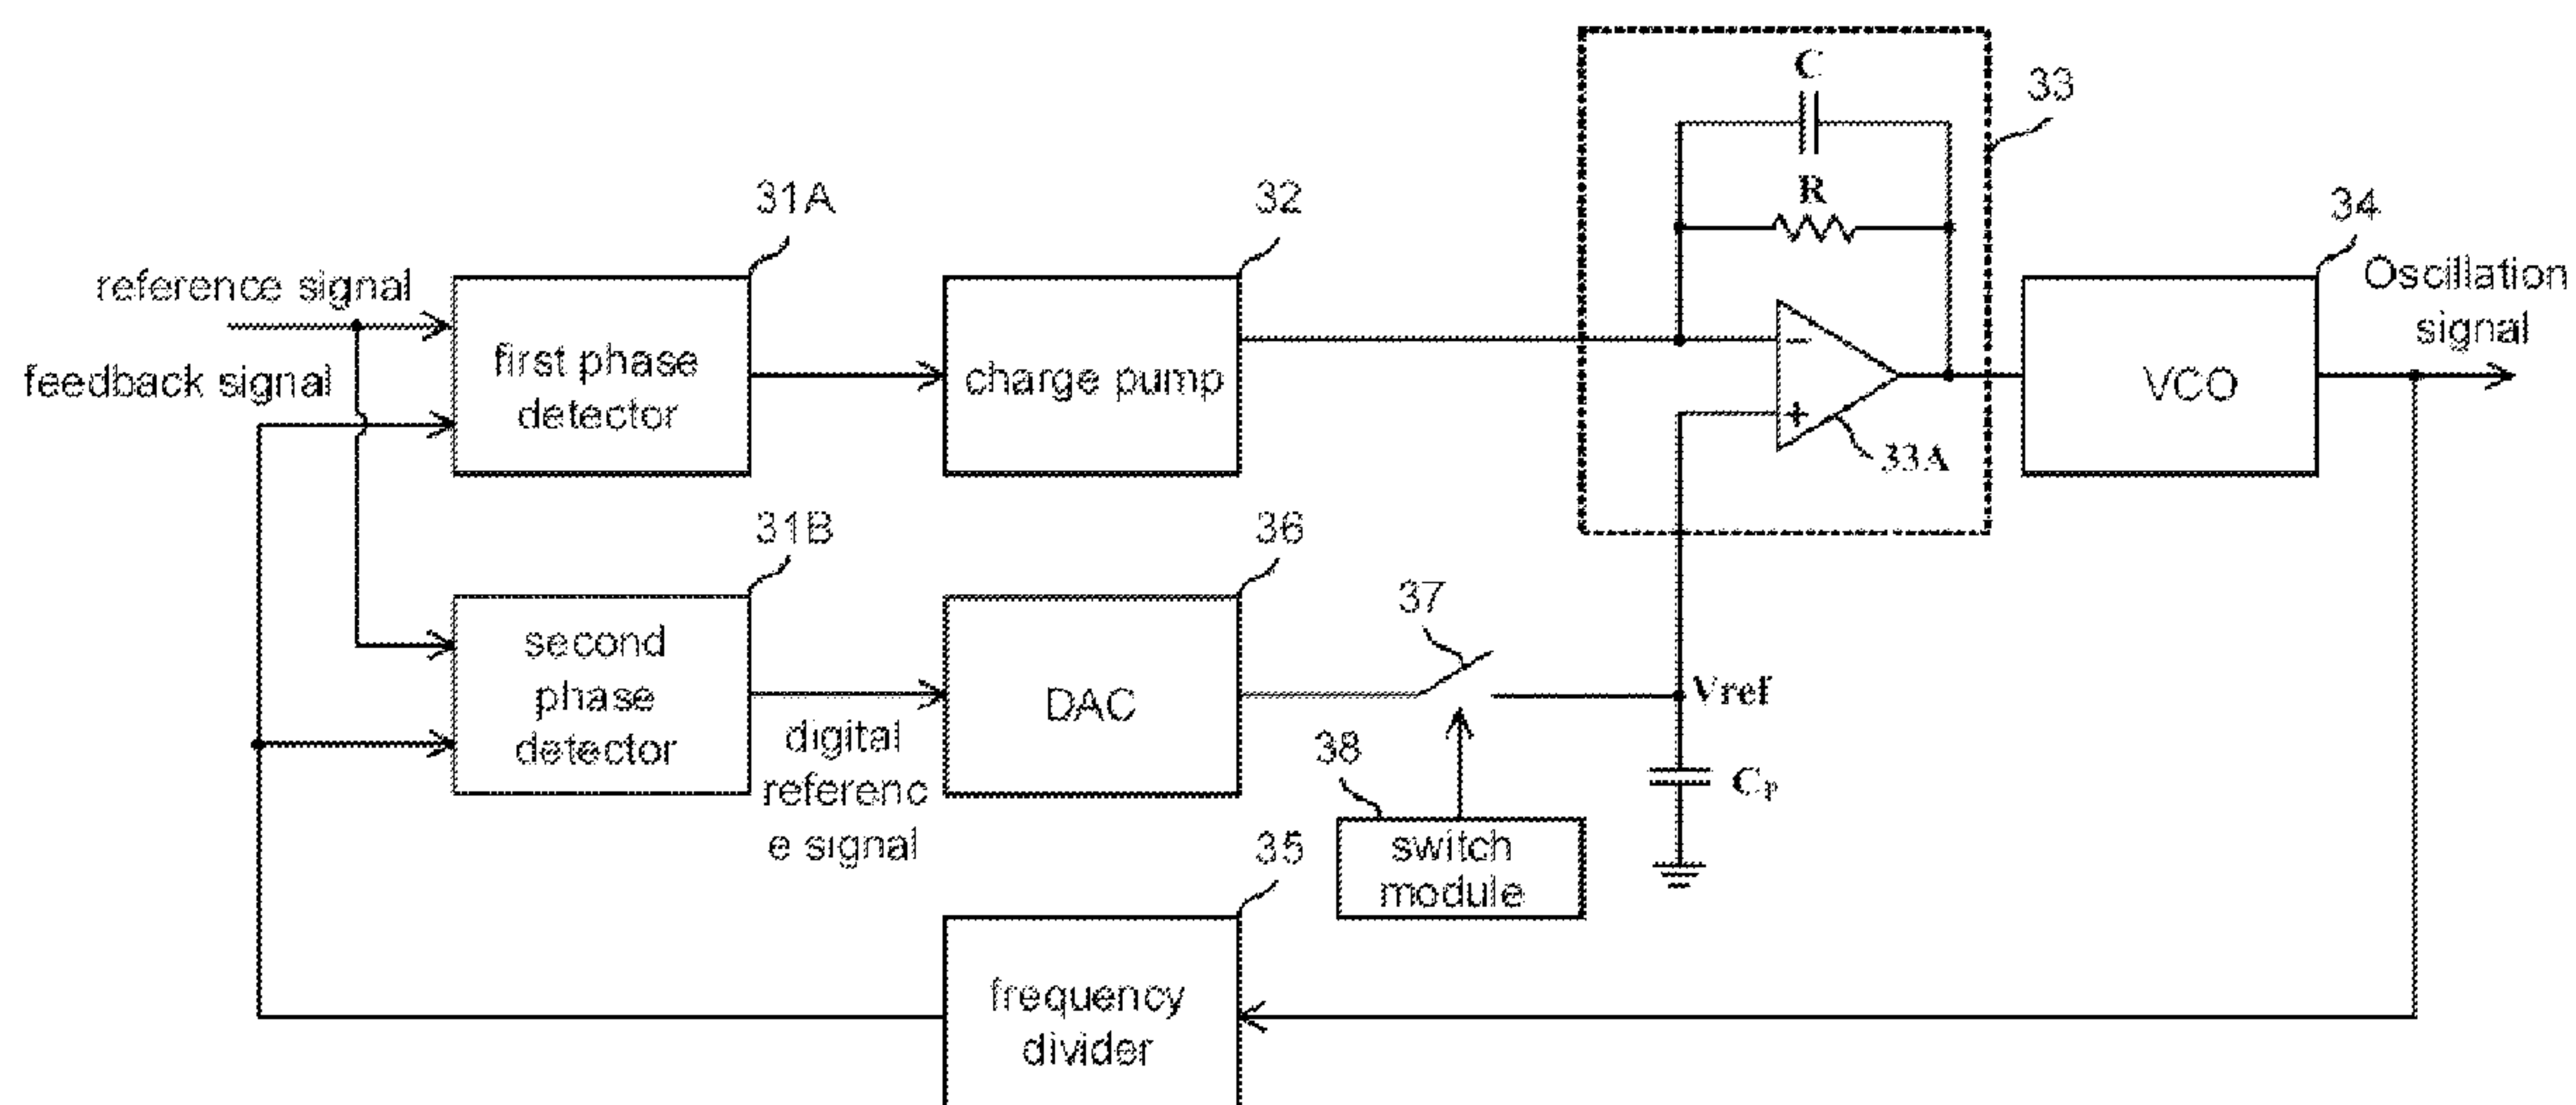 C
33
R
31A
32
34
reference signal
Oscillation
signal
feedback signal
first phase
detector
charge pump
VCO
−
+
33A
31B
36
37
second
phase
detector
DAC
Vref
digital
referenc
e signal
38
Cp
switch
module
35
frequency
divider